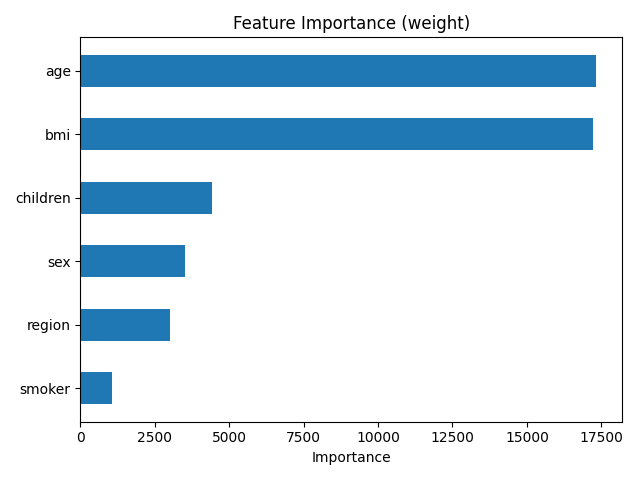 Feature Importance (weight)
age
bmi
children
sex
region
smoker
0 2500 5000 7500 10000 12500 15000 17500
Importance